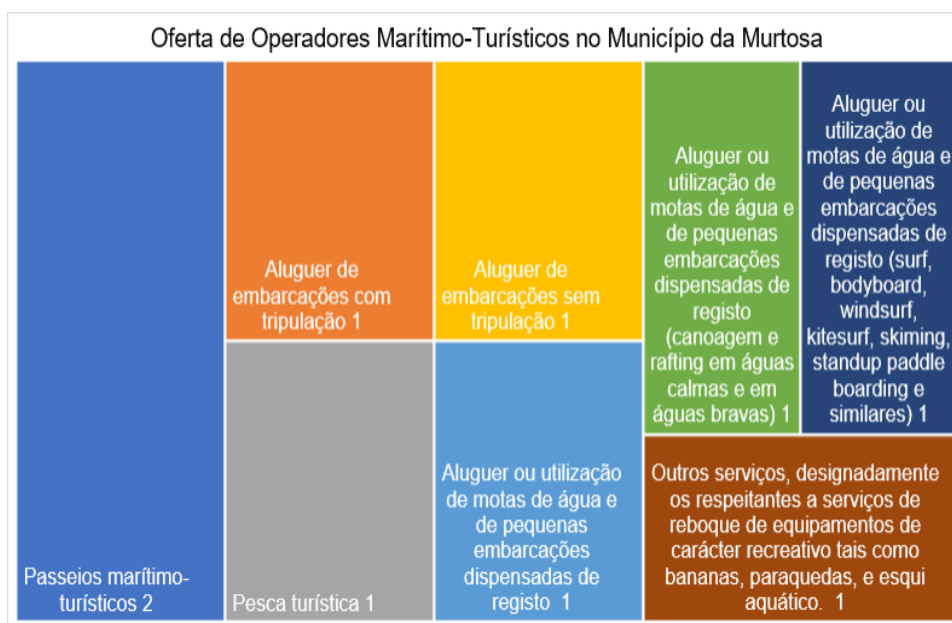 Oferta de Operadores Marítimo-Turísticos no Município da Murtosa
Passeios marítimo-
turísticos 2
Aluguer de
embarcações com
tripulação 1
Pesca turística 1
Aluguer de
embarcações sem
tripulação 1
Aluguer ou utilização
de motas de água e
de pequenas
embarcações
dispensadas de
registo 1
Aluguer ou
utilização de
motas de água e
de pequenas
embarcações
dispensadas de
registo
(canoagem e
rafting em águas
calmas e em
águas bravas) 1
Aluguer ou
utilização de
motas de água e
de pequenas
embarcações
dispensadas de
registo (surf,
bodyboard,
windsurf,
kitesurf, skiming,
standup paddle
boarding e
similares) 1
Outros serviços, designadamente
os respeitantes a serviços de
reboque de equipamentos de
carácter recreativo tais como
bananas, paraquedas, e esqui
aquático. 1